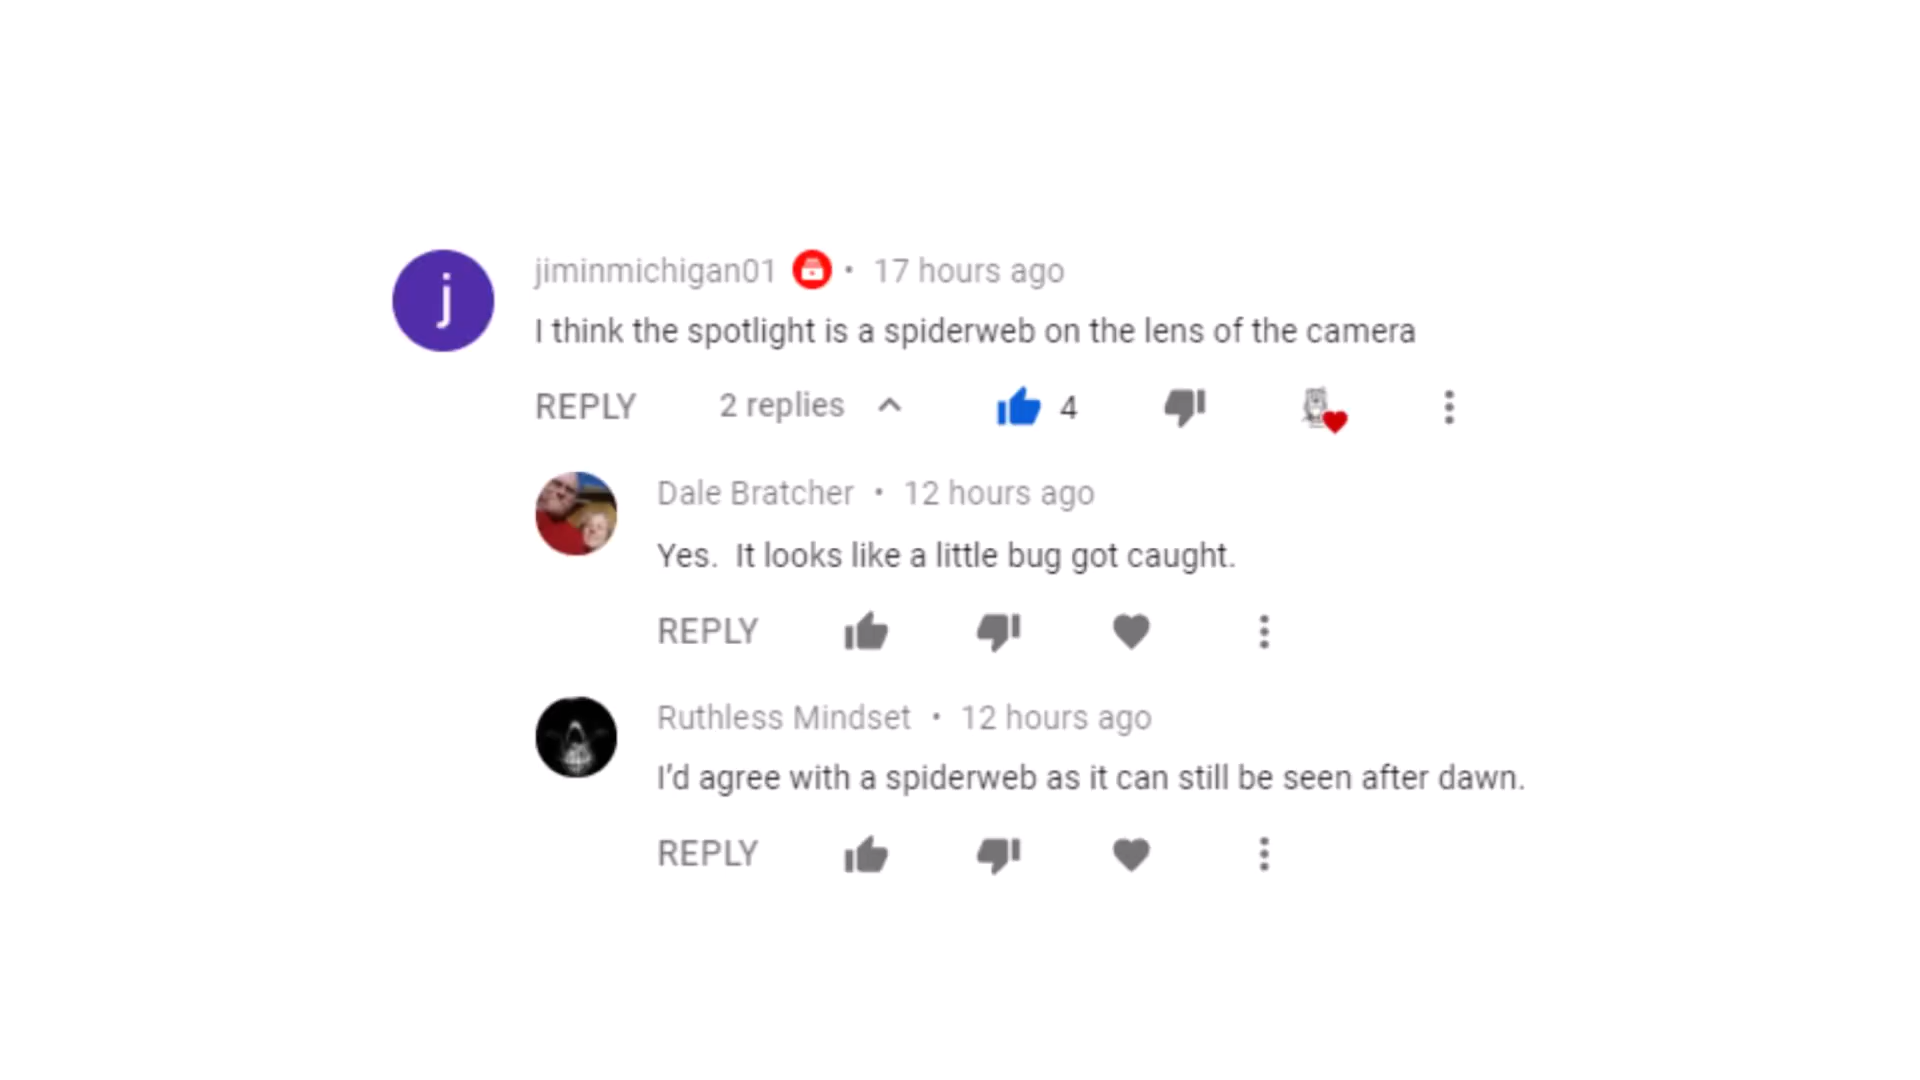 j
jiminmichigan01 • 17 hours ago
I think the spotlight is a spiderweb on the lens of the camera
REPLY 2 replies 4
Dale Bratcher • 12 hours ago
Yes.  It looks like a little bug got caught.
REPLY
Ruthless Mindset • 12 hours ago
I’d agree with a spiderweb as it can still be seen after dawn.
REPLY